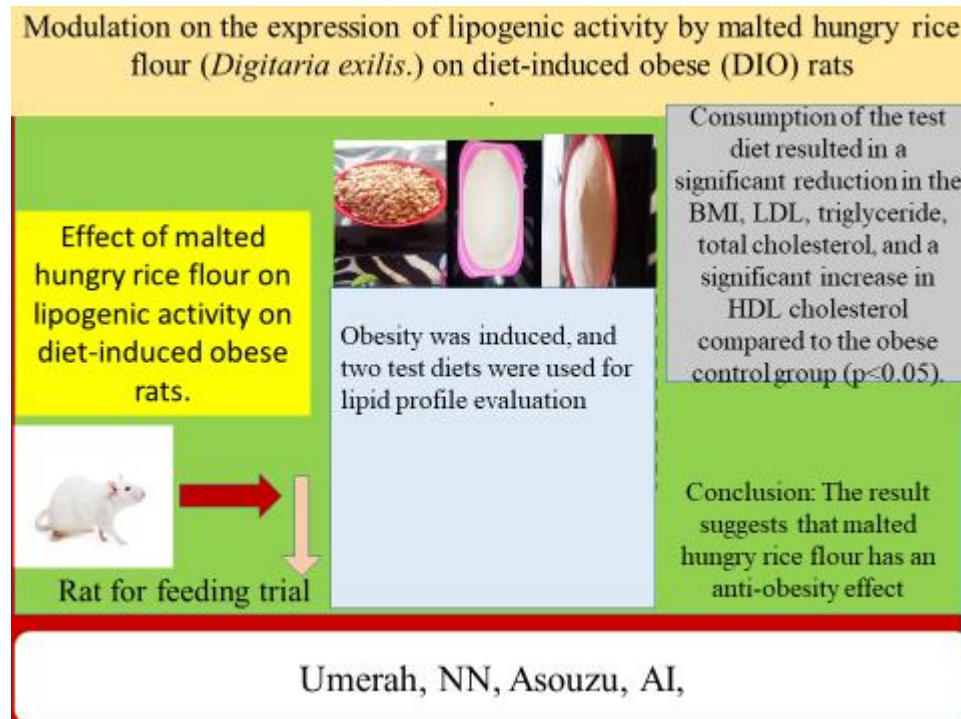 Modulation on the expression of lipogenic activity by malted hungry rice
flour (Digitaria exilis.) on diet-induced obese (DIO) rats
.
Effect of malted
hungry rice flour on
lipogenic activity on
diet-induced obese
rats.
Rat for feeding trial
Obesity was induced, and
two test diets were used for
lipid profile evaluation
Consumption of the test
diet resulted in a
significant reduction in the
BMI, LDL, triglyceride,
total cholesterol, and a
significant increase in
HDL cholesterol
compared to the obese
control group (p<0.05).
Conclusion: The result
suggests that malted
hungry rice flour has an
anti-obesity effect
Umerah, NN, Asouzu, AI,